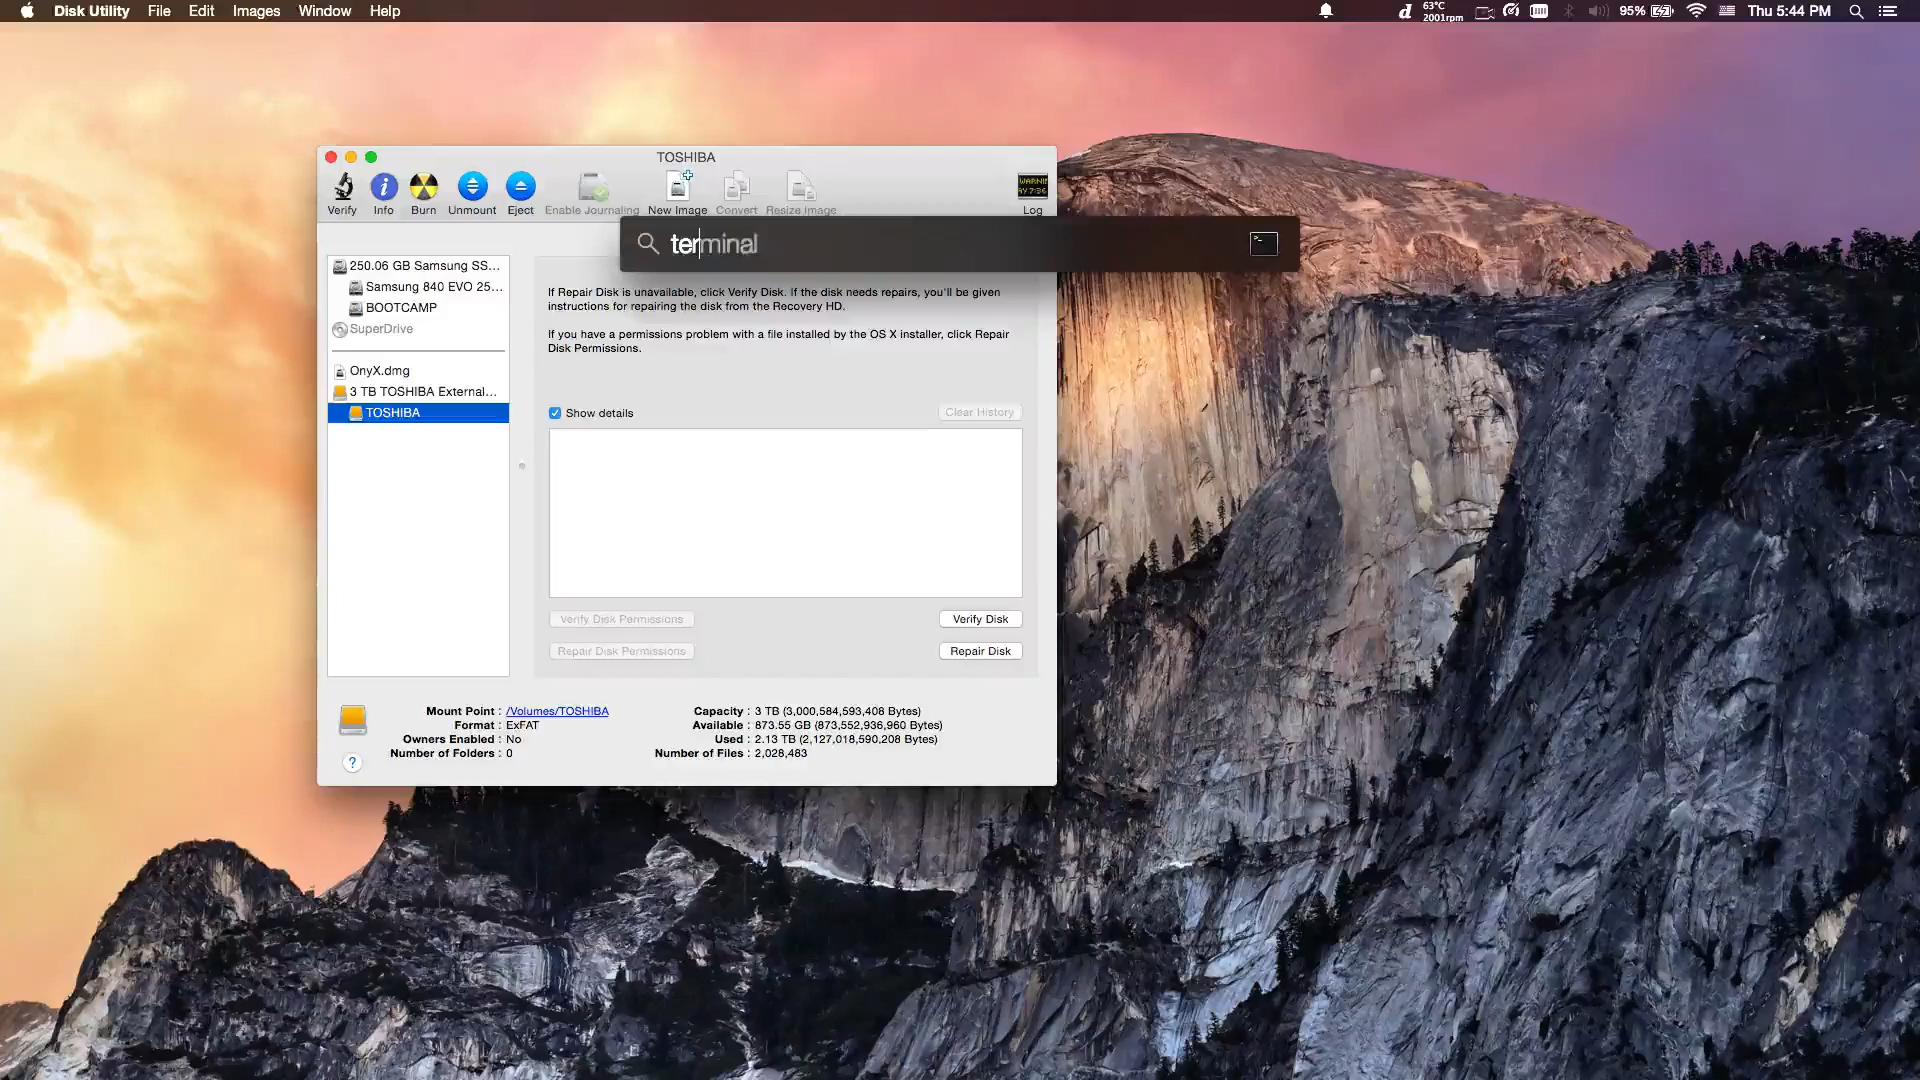 Disk Utility File Edit Images Window Help
d 63°C 2001rpm 95% Thu 5:44 PM
TOSHIBA
Verify Info Burn Unmount Eject Enable Journaling New Image Convert Resize Image Log
WARNI
AY 7:36
terminal
250.06 GB Samsung SS...
Samsung 840 EVO 25...
BOOTCAMP
SuperDrive
OnyX.dmg
3 TB TOSHIBA External...
TOSHIBA
If Repair Disk is unavailable, click Verify Disk. If the disk needs repairs, you'll be given
instructions for repairing the disk from the Recovery HD.
If you have a permissions problem with a file installed by the OS X installer, click Repair
Disk Permissions.
Show details
Clear History
Verify Disk Permissions
Verify Disk
Repair Disk Permissions
Repair Disk
Mount Point : /Volumes/TOSHIBA
Format : ExFAT
Owners Enabled : No
Number of Folders : 0
Capacity : 3 TB (3,000,584,593,408 Bytes)
Available : 873.55 GB (873,552,936,960 Bytes)
Used : 2.13 TB (2,127,018,590,208 Bytes)
Number of Files : 2,028,483
?